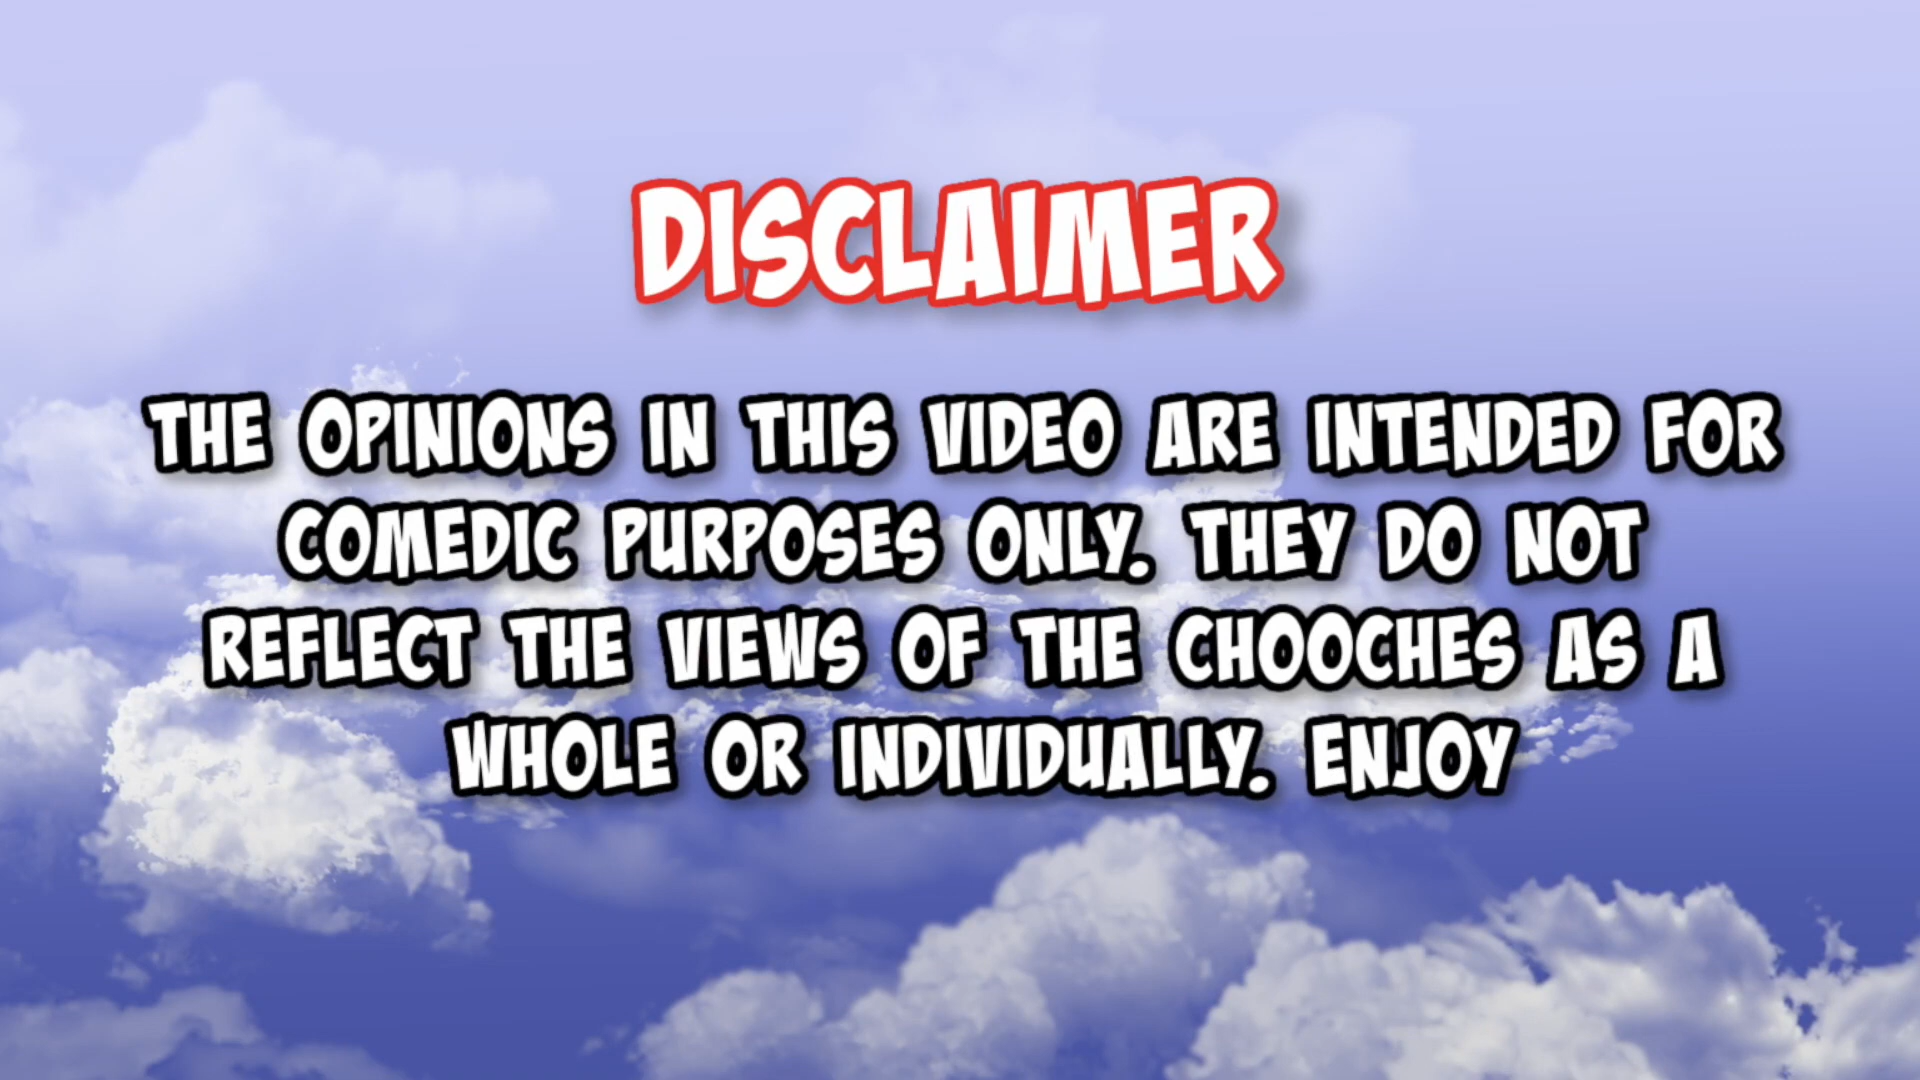 DISCLAIMER
THE OPINIONS IN THIS VIDEO ARE INTENDED FOR
COMEDIC PURPOSES ONLY. THEY DO NOT
REFLECT THE VIEWS OF THE CHOOCHES AS A
WHOLE OR INDIVIDUALLY. ENJOY